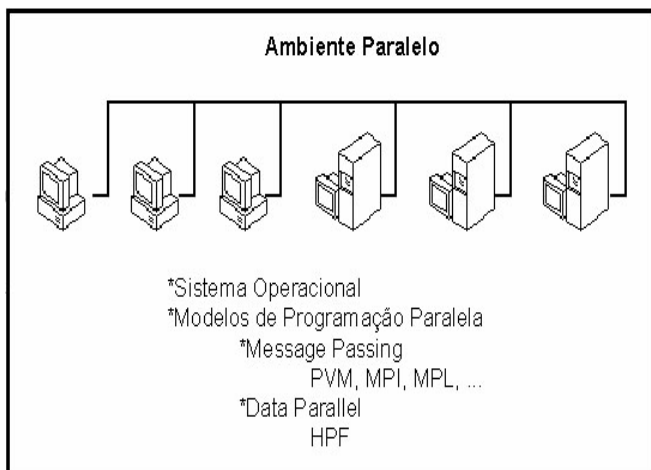 Ambiente Paralelo
*Sistema Operacional
*Modelos de Programação Paralela
*Message Passing
PVM, MPI, MPL, ...
*Data Parallel
HPF